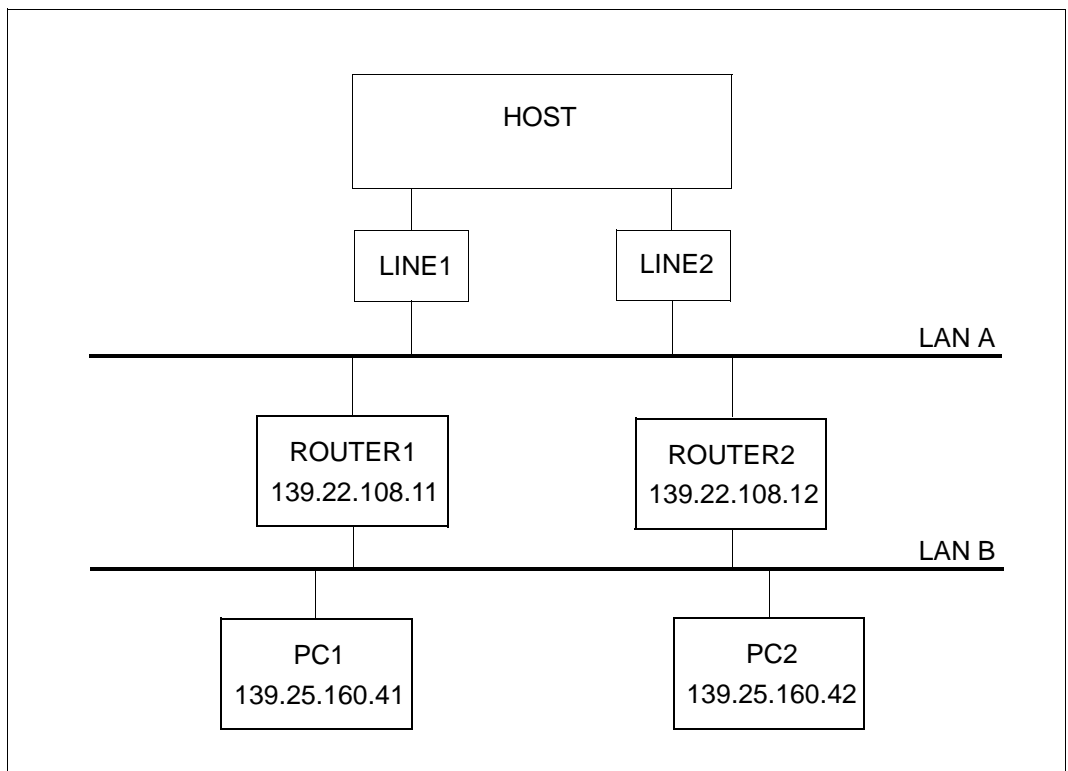 HOST
LINE1
LINE2
LAN A
ROUTER1
139.22.108.11
ROUTER2
139.22.108.12
LAN B
PC1
139.25.160.41
PC2
139.25.160.42